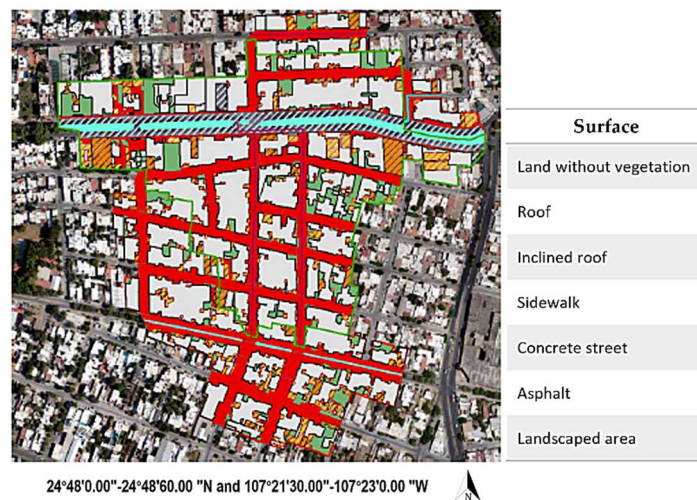 Surface
Land without vegetation
Roof
Inclined roof
Sidewalk
Concrete street
Asphalt
Landscaped area
24°48'0.00"-24°48'60.00 "N and 107°21'30.00"-107°23'0.00 "W
N